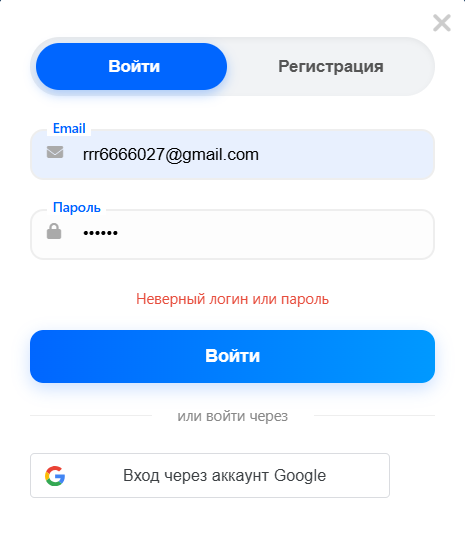 Войти
Регистрация
Email
rrr6666027@gmail.com
Пароль
••••••
Неверный логин или пароль
Войти
или войти через
Вход через аккаунт Google